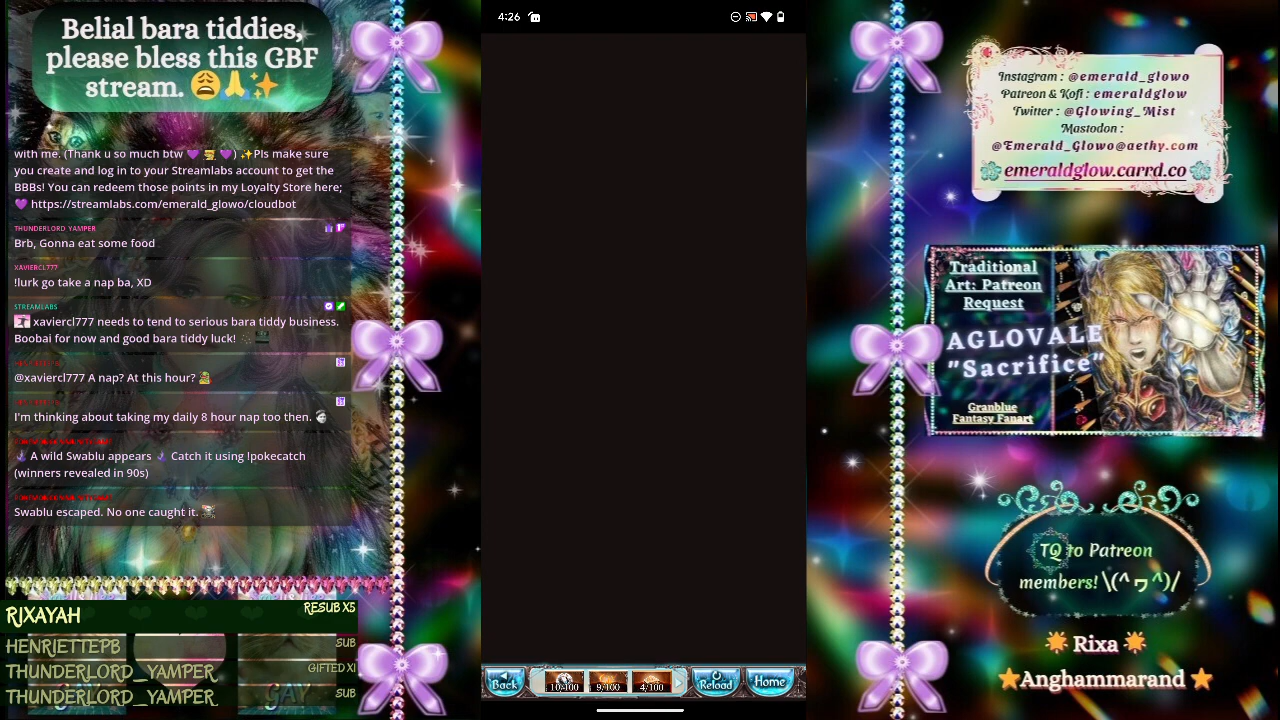 Belial bara tiddies,
please bless this GBF
stream. 😩🙏✨
with me. (Thank u so much btw 💜 💜) ✨Pls make sure
you create and log in to your Streamlabs account to get the
BBBs! You can redeem those points in my Loyalty Store here;
💜 https://streamlabs.com/emerald_glowo/cloudbot
THUNDERLORD_YAMPER
Brb, Gonna eat some food
XAVIERCL777
!lurk go take a nap ba, XD
STREAMLABS
xaviercl777 needs to tend to serious bara tiddy business.
Boobai for now and good bara tiddy luck!
@xaviercl777 A nap? At this hour?
I'm thinking about taking my daily 8 hour nap too then.
A wild Swablu appears Catch it using !pokecatch
(winners revealed in 90s)
Swablu escaped. No one caught it.
RIXAYAH
RESUB X5
HENRIETTEPB
SUB
THUNDERLORD_YAMPER
GIFTED X1
THUNDERLORD_YAMPER
SUB
4:26
Back
10/100
9/100
4/100
Reload
Home
Instagram : @emerald_glowo
Patreon & Kofi : emeraldglow
Twitter : @Glowing_Mist
Mastodon :
@Emerald_Glowo@aethy.com
emeraldglow.carrd.co
Traditional
Art: Patreon
Request
AGLOVALE
"Sacrifice"
Granblue
Fantasy Fanart
TQ to Patreon
members! \(^ヮ^)/
Rixa
Anghammarand